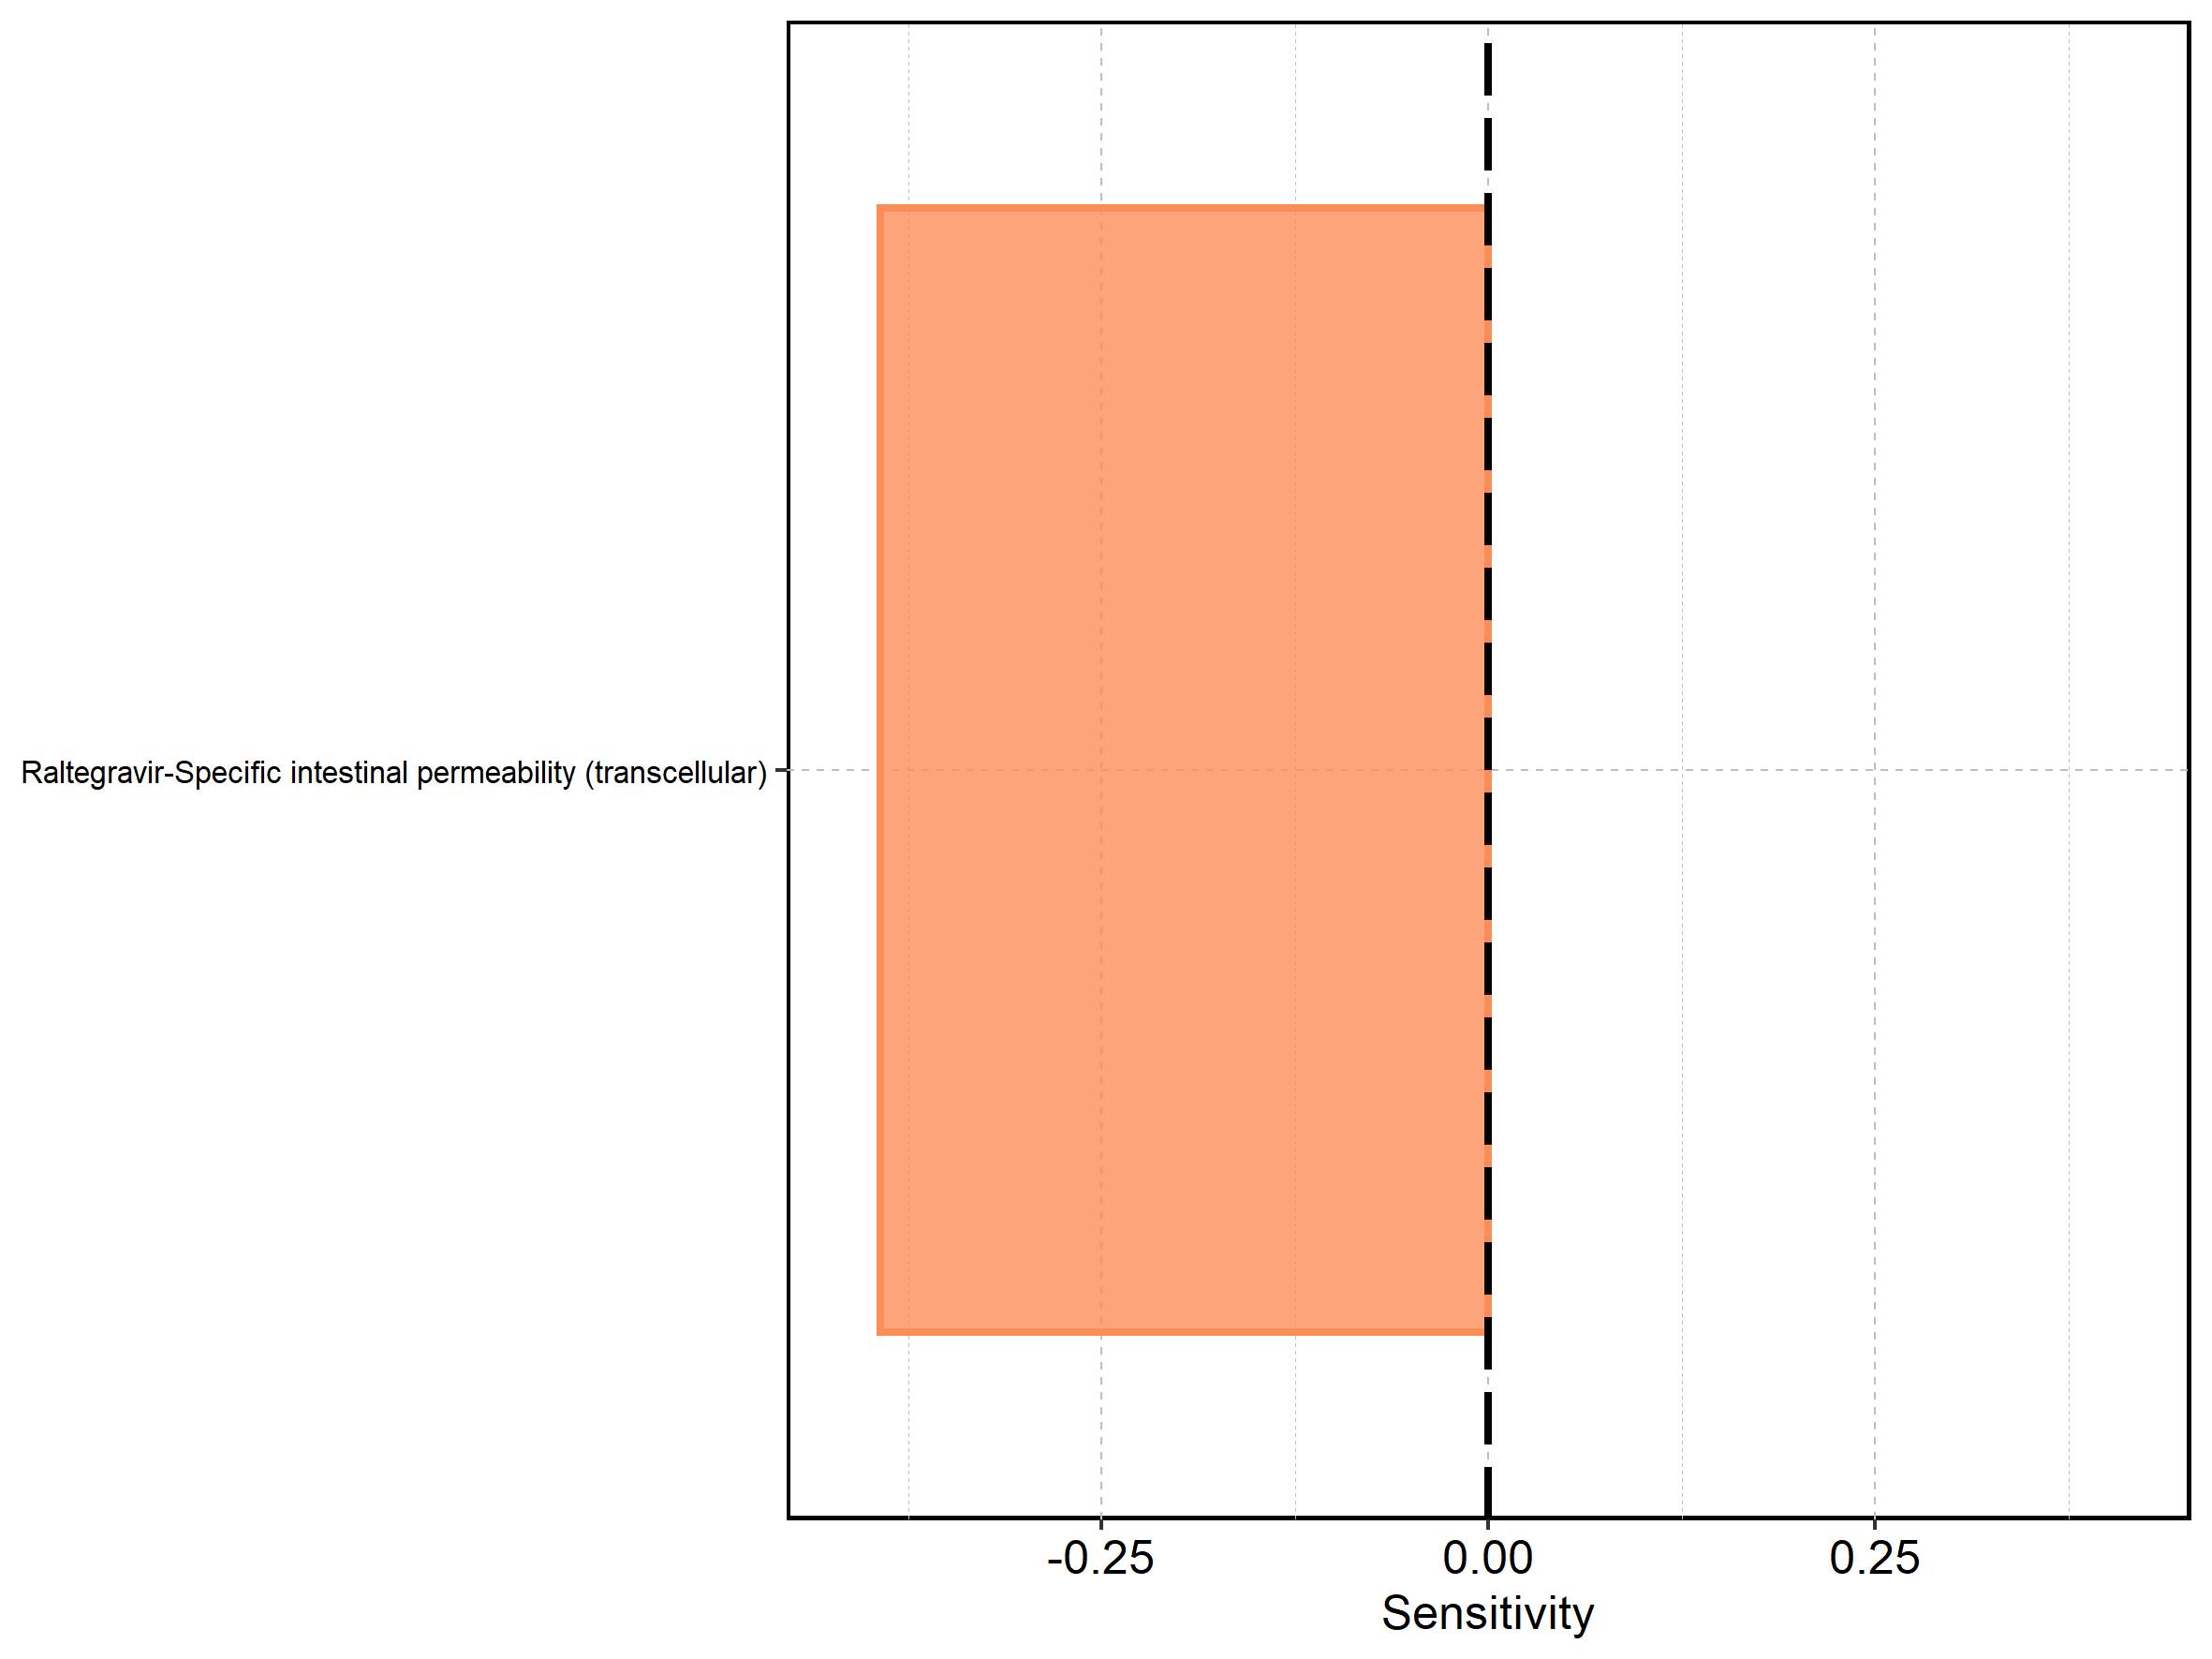 Raltegravir-Specific intestinal permeability (transcellular)
-0.25 0.00 0.25
Sensitivity